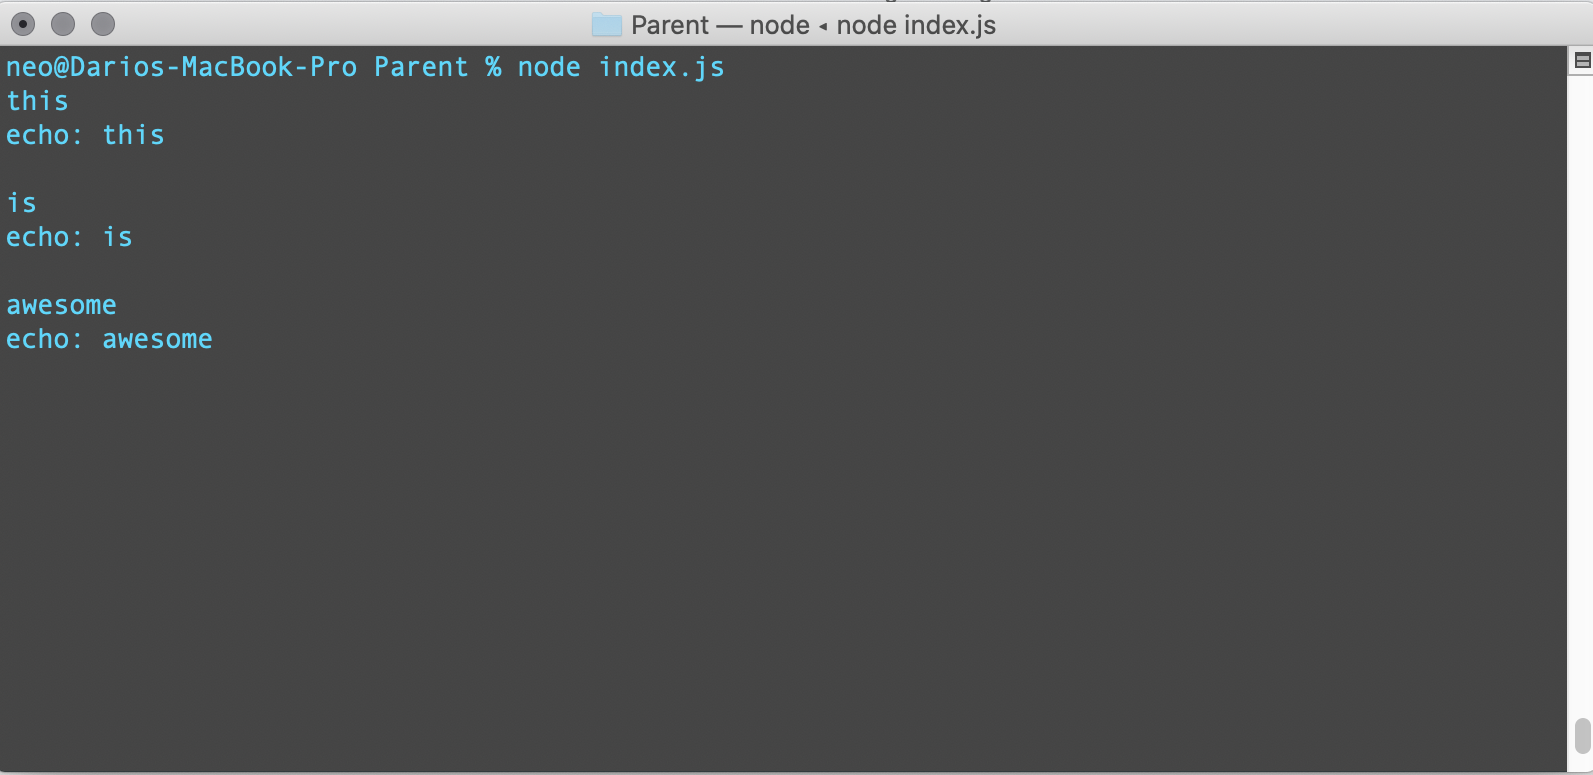 Parent — node ◂ node index.js
neo@Darios-MacBook-Pro Parent % node index.js
this
echo: this
is
echo: is
awesome
echo: awesome